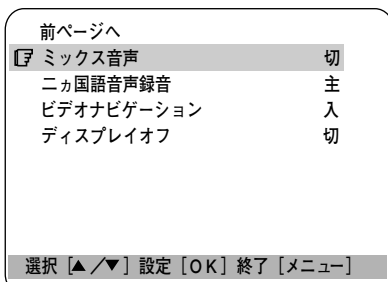 前ページへ
ミックス音声 切
二ヵ国語音声録音 主
ビデオナビゲーション 入
ディスプレイオフ 切
選択[▲/▼]設定[OK]終了[メニュー]